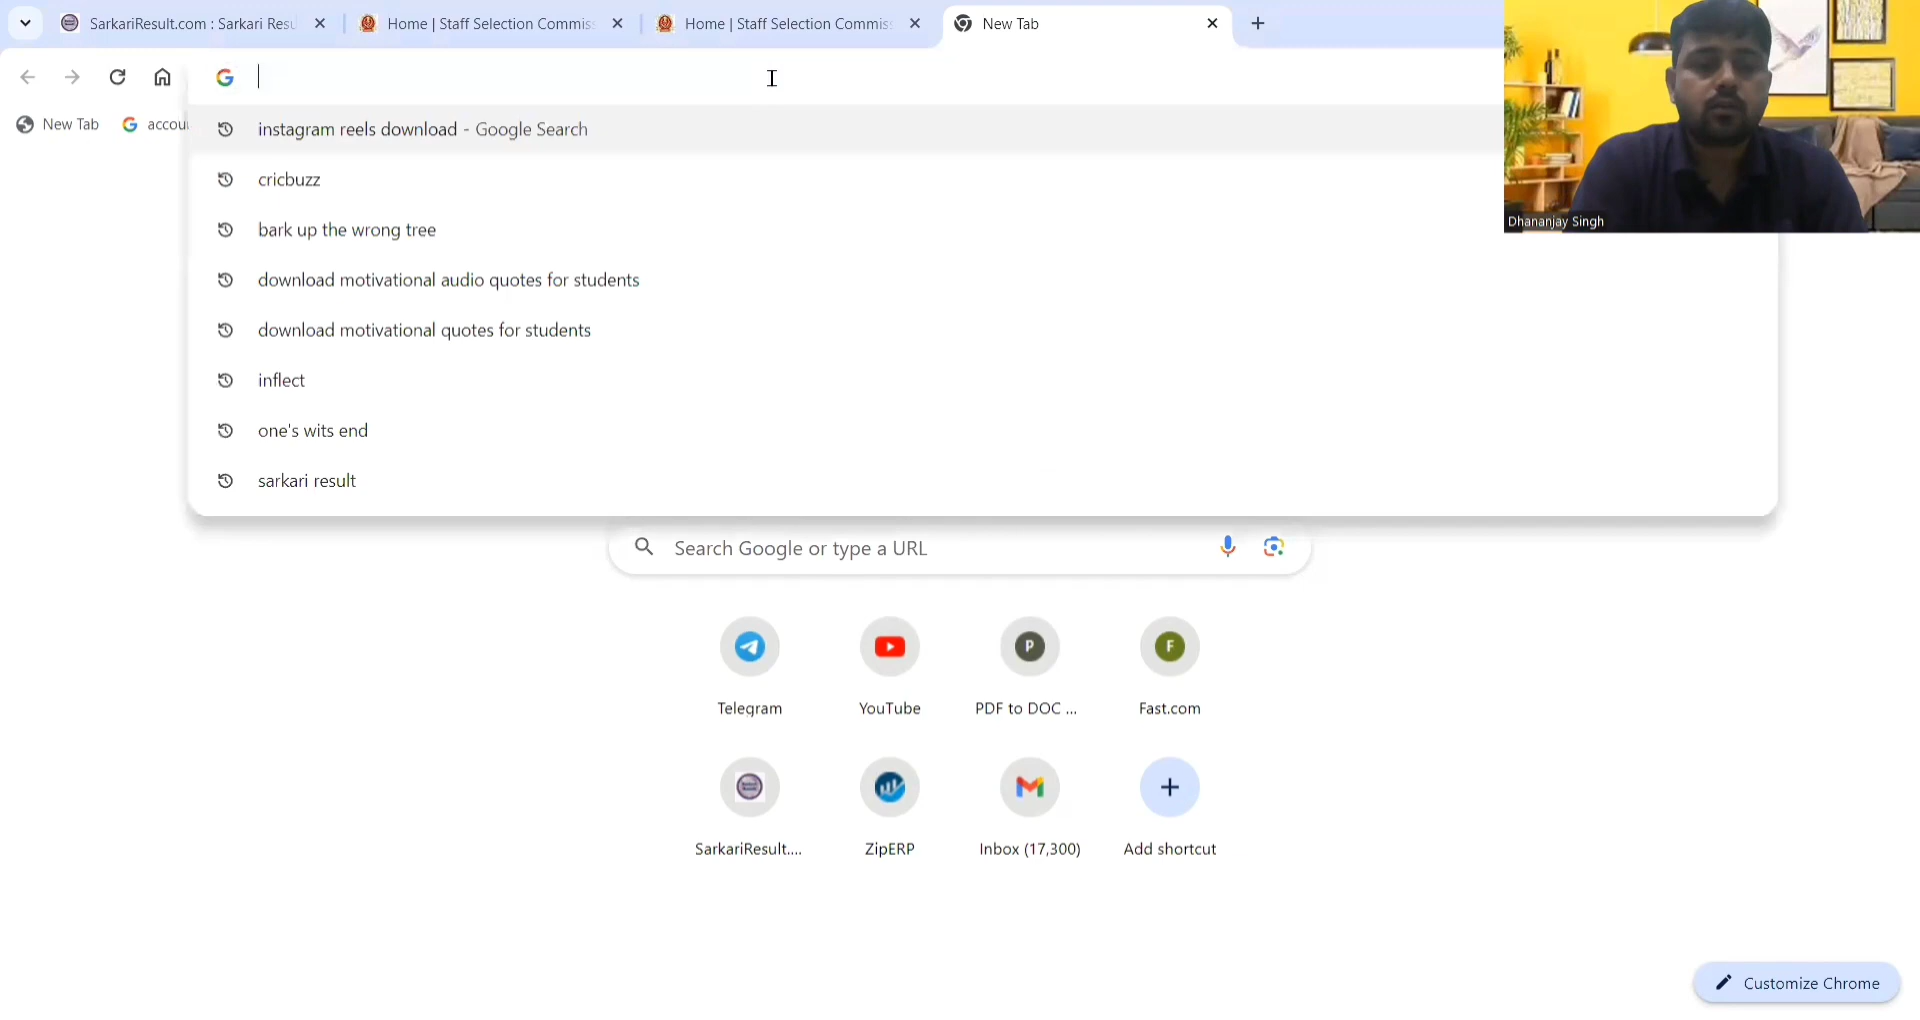 SarkariResult.com : Sarkari Resu
Home | Staff Selection Commiss
Home | Staff Selection Commiss
New Tab
New Tab
accou
instagram reels download - Google Search
cricbuzz
bark up the wrong tree
download motivational audio quotes for students
download motivational quotes for students
inflect
one's wits end
sarkari result
Dhananjay Singh
Search Google or type a URL
P
F
Telegram
YouTube
PDF to DOC ...
Fast.com
SarkariResult....
ZipERP
Inbox (17,300)
Add shortcut
Customize Chrome